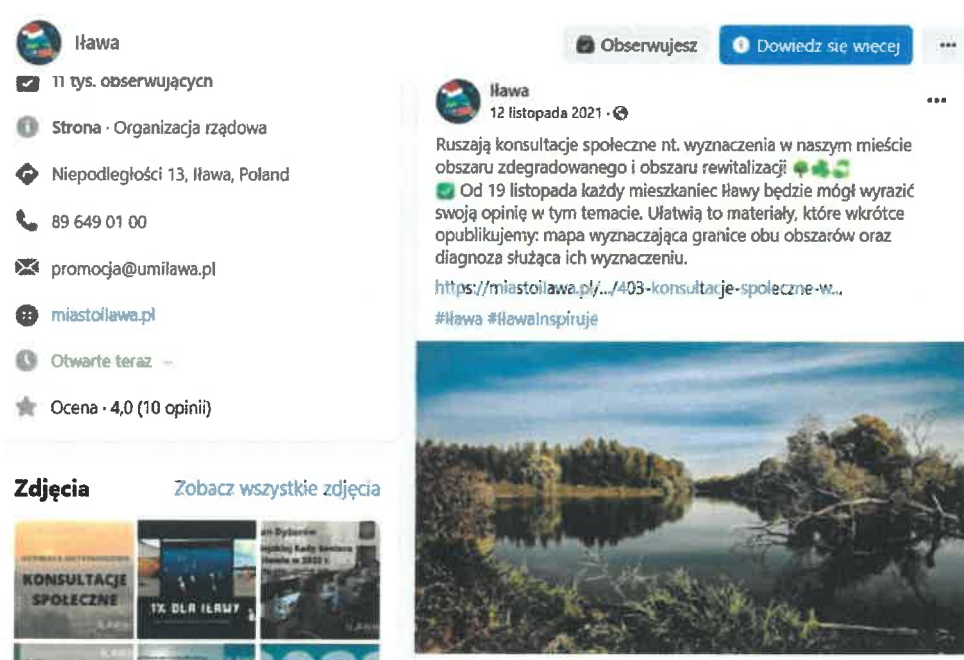 Iława
Obserwujesz
Dowiedz się więcej
11 tys. obserwujących
Strona · Organizacja rządowa
Niepodległości 13, Iława, Poland
89 649 01 00
promocja@umilawa.pl
miastoilawa.pl
Otwarte teraz
Ocena · 4,0 (10 opinii)
Zdjęcia
Zobacz wszystkie zdjęcia
KONSULTACJE
SPOŁECZNE
1% DLA IŁAWY
Iława
12 listopada 2021 ·
Ruszają konsultacje społeczne nt. wyznaczenia w naszym mieście
obszaru zdegradowanego i obszaru rewitalizacji
Od 19 listopada każdy mieszkaniec Iławy będzie mógł wyrazić
swoją opinię w tym temacie. Ułatwią to materiały, które wkrótce
opublikujemy: mapa wyznaczająca granice obu obszarów oraz
diagnoza służąca ich wyznaczeniu.
https://miastoilawa.pl/.../403-konsultacje-spoleczne-w...
#Iława #IławaInspiruje